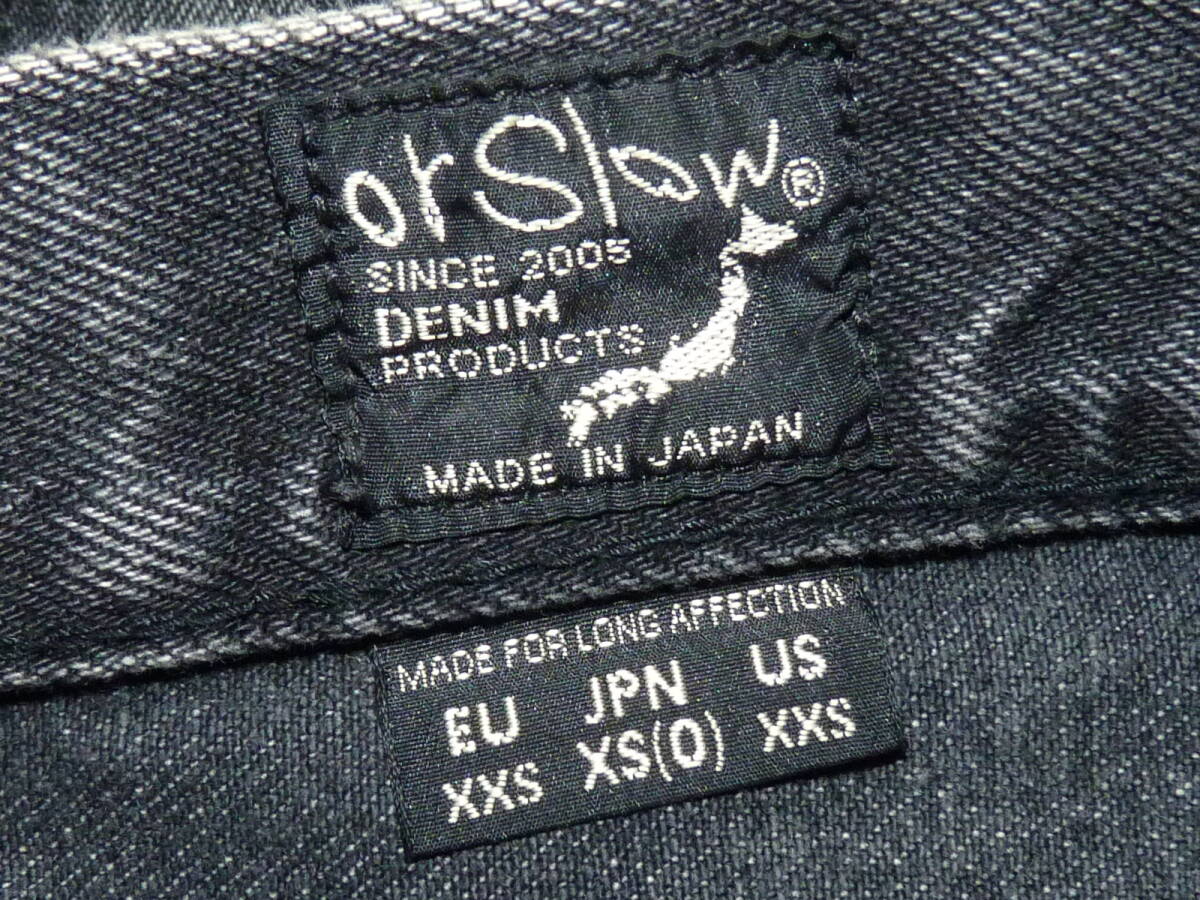 orSlow®
SINCE 2005
DENIM
PRODUCTS
MADE IN JAPAN
MADE FOR LONG AFFECTION
EU JPN US
XXS XS(0) XXS